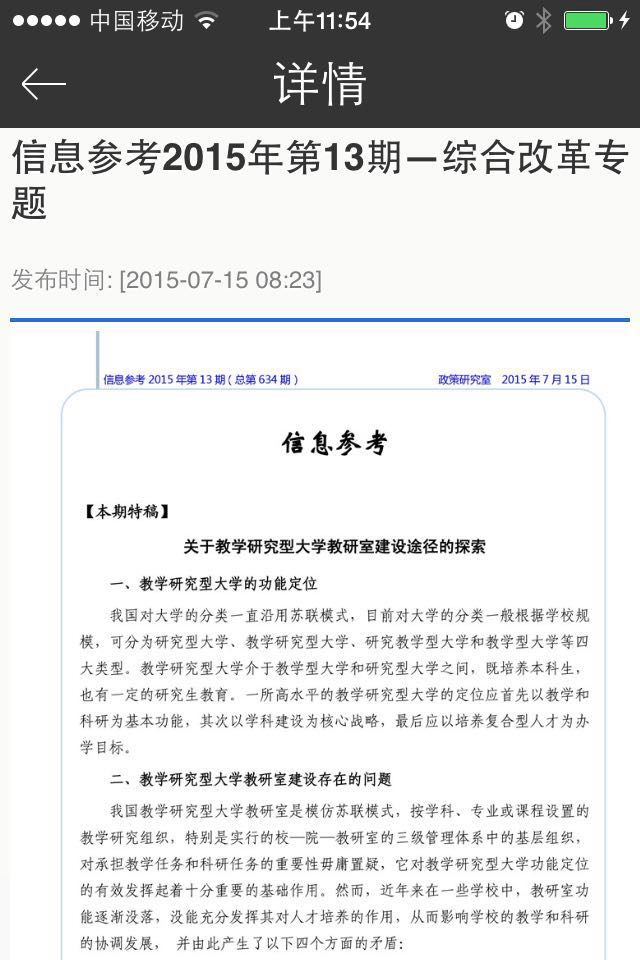 中国移动 上午11:54
详情
信息参考2015年第13期—综合改革专
题
发布时间: [2015-07-15 08:23]
信息参考 2015 年第 13 期（总第 634 期） 政策研究室 2015 年 7 月 15 日
信息参考
【本期特稿】
关于教学研究型大学教研室建设途径的探索
一、教学研究型大学的功能定位
我国对大学的分类一直沿用苏联模式，目前对大学的分类一般根据学校规
模，可分为研究型大学、教学研究型大学、研究教学型大学和教学型大学等四
大类型。教学研究型大学介于教学型大学和研究型大学之间，既培养本科生，
也有一定的研究生教育。一所高水平的教学研究型大学的定位应首先以教学和
科研为基本功能，其次以学科建设为核心战略，最后应以培养复合型人才为办
学目标。
二、教学研究型大学教研室建设存在的问题
我国教学研究型大学教研室是模仿苏联模式，按学科、专业或课程设置的
教学研究组织，特别是实行的校—院—教研室的三级管理体系中的基层组织，
对承担教学任务和科研任务的重要性毋庸置疑，它对教学研究型大学功能定位
的有效发挥起着十分重要的基础作用。然而，近年来在一些学校中，教研室功
能逐渐没落，没能充分发挥其对人才培养的作用，从而影响学校的教学和科研
的协调发展， 并由此产生了以下四个方面的矛盾：